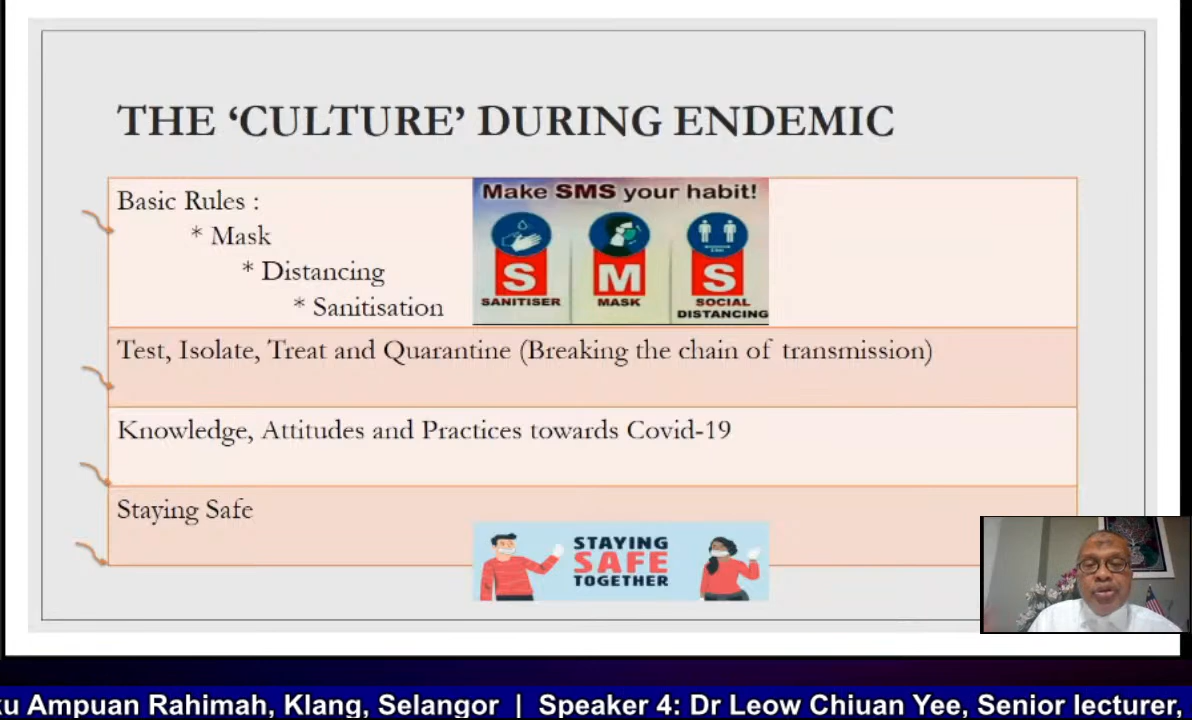 THE ‘CULTURE’ DURING ENDEMIC
Basic Rules :
* Mask
* Distancing
* Sanitisation
Make SMS your habit!
S
SANITISER
M
MASK
S
SOCIAL
DISTANCING
Test, Isolate, Treat and Quarantine (Breaking the chain of transmission)
Knowledge, Attitudes and Practices towards Covid-19
Staying Safe
STAYING
SAFE
TOGETHER
Ampuan Rahimah, Klang, Selangor | Speaker 4: Dr Leow Chiuan Yee, Senior lecturer,